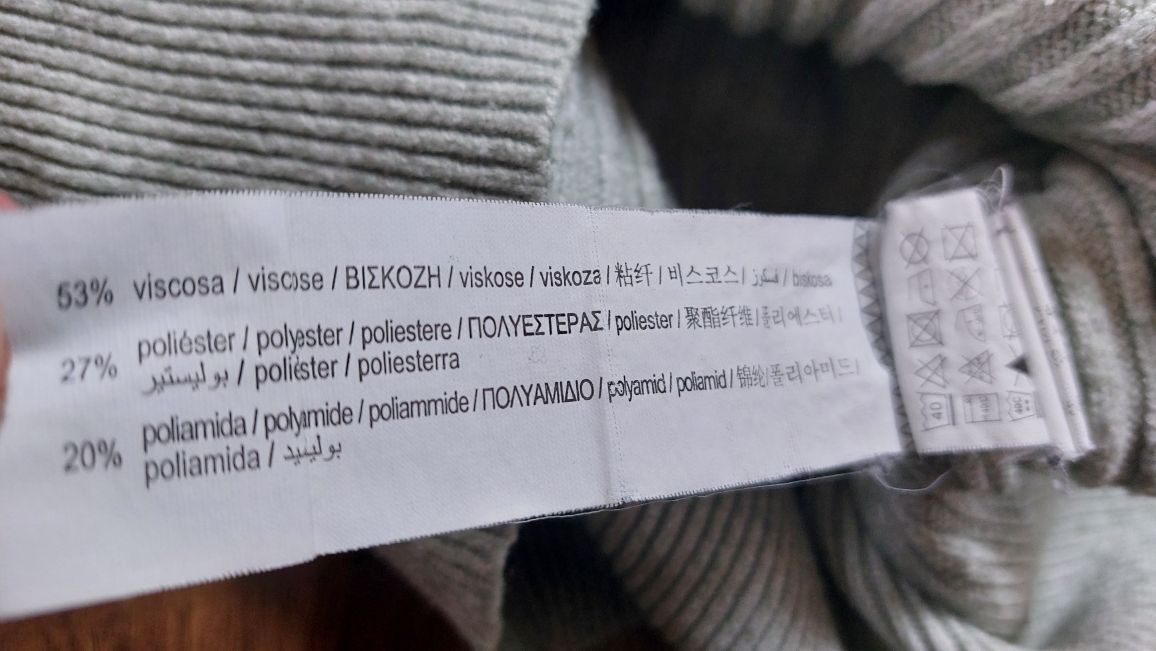 53% viscosa / viscose / ΒΙΣΚΟΖΗ / viskose / viskoza / 粘纤 / 비스코스 / / biskosa
27% poliéster / polyester / poliestere / ΠΟΛΥΕΣΤΕΡΑΣ / poliester / 聚酯纤维 / 폴리에스터 /
بوليستير / poliéster / poliesterra
20% poliamida / polyamide / poliammide / ΠΟΛΥΑΜΙΔΙΟ / polyamid / poliamid / 锦纶 / 폴리아미드 /
poliamida /
40